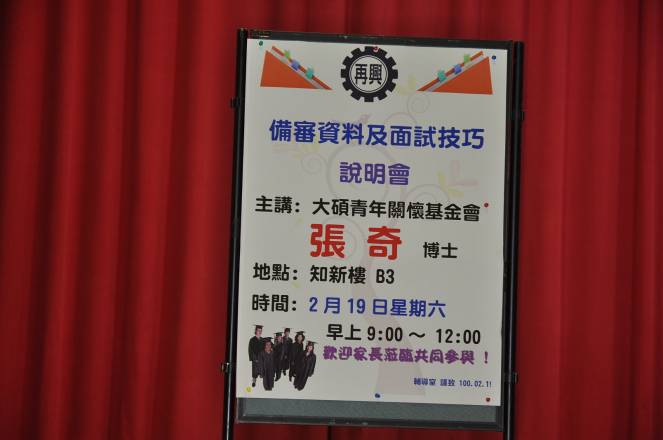 再興
備審資料及面試技巧
說明會
主講: 大碩青年關懷基金會
張奇 博士
地點: 知新樓 B3
時間: 2月19日星期六
早上9:00～12:00
歡迎家長蒞臨共同參與!
輔導室 謹致 100.02.1!